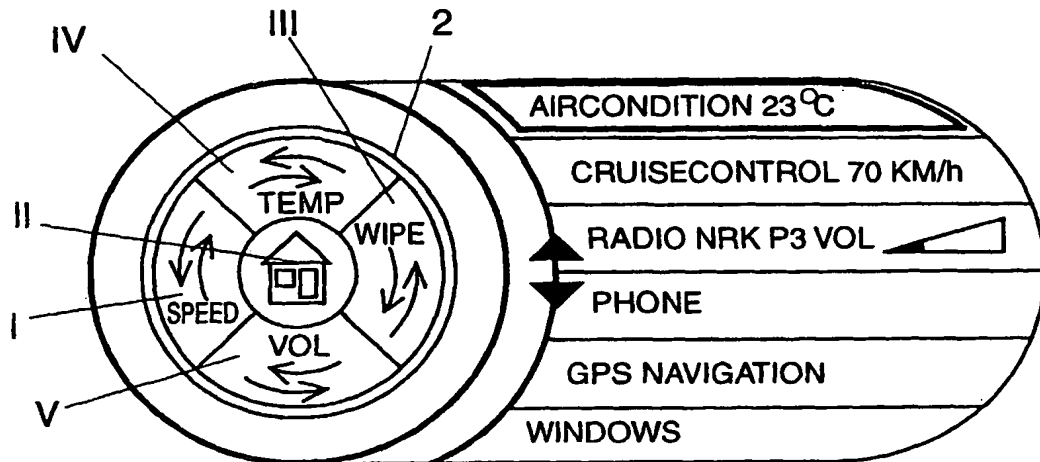 IV
III
2
AIRCONDITION 23°C
CRUISECONTROL 70 KM/h
TEMP
II
WIPE
RADIO NRK P3 VOL
I
SPEED
PHONE
VOL
GPS NAVIGATION
V
WINDOWS